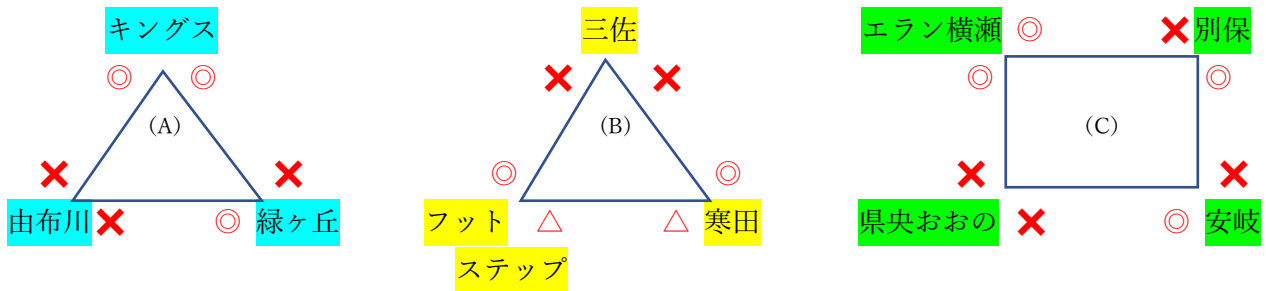 キングス
◎ ◎
(A)
× ×
由布川 × ◎ 緑ヶ丘
三佐
× ×
(B)
◎ ◎
フット △ △ 寒田
ステップ
エラン横瀬 ◎ × 別保
◎ ◎
(C)
× ×
県央おおの × ◎ 安岐